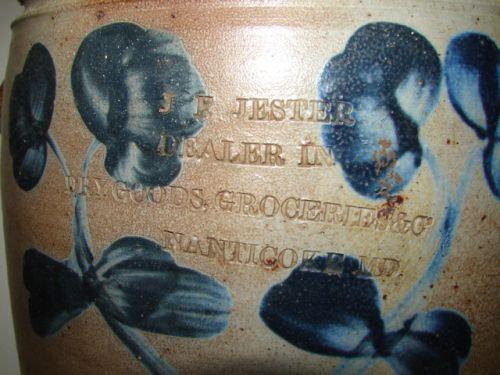 J F JESTER
DEALER IN
DRY GOODS, GROCERIES &C°
NANTICOKE MD.